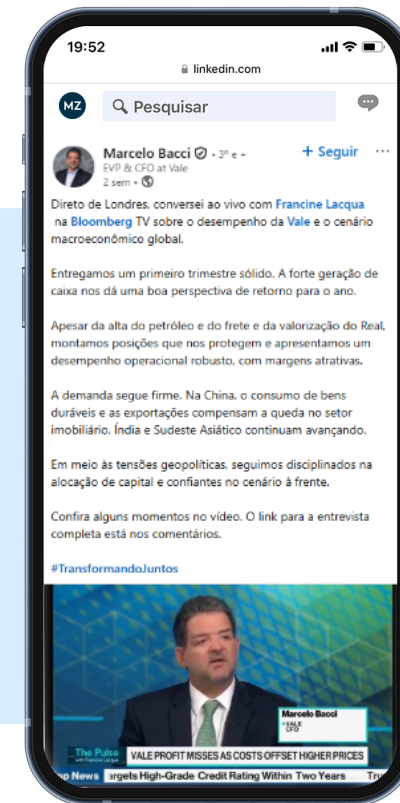 19:52
linkedin.com
MZ
Pesquisar
Marcelo Bacci • 3º e +
+ Seguir ...
EVP & CFO at Vale
2 sem •
Direto de Londres, conversei ao vivo com Francine Lacqua
na Bloomberg TV sobre o desempenho da Vale e o cenário
macroeconômico global.
Entregamos um primeiro trimestre sólido. A forte geração de
caixa nos dá uma boa perspectiva de retorno para o ano.
Apesar da alta do petróleo e do frete e da valorização do Real,
montamos posições que nos protegem e apresentamos um
desempenho operacional robusto, com margens atrativas.
A demanda segue firme. Na China, o consumo de bens
duráveis e as exportações compensam a queda no setor
imobiliário. Índia e Sudeste Asiático continuam avançando.
Em meio às tensões geopolíticas, seguimos disciplinados na
alocação de capital e confiantes no cenário à frente.
Confira alguns momentos no vídeo. O link para a entrevista
completa está nos comentários.
#TransformandoJuntos
Marcelo Bacci
VALE
CFO
The Pulse
with Francine Lacqua
VALE PROFIT MISSES AS COSTS OFFSET HIGHER PRICES
op News
argets High-Grade Credit Rating Within Two Years